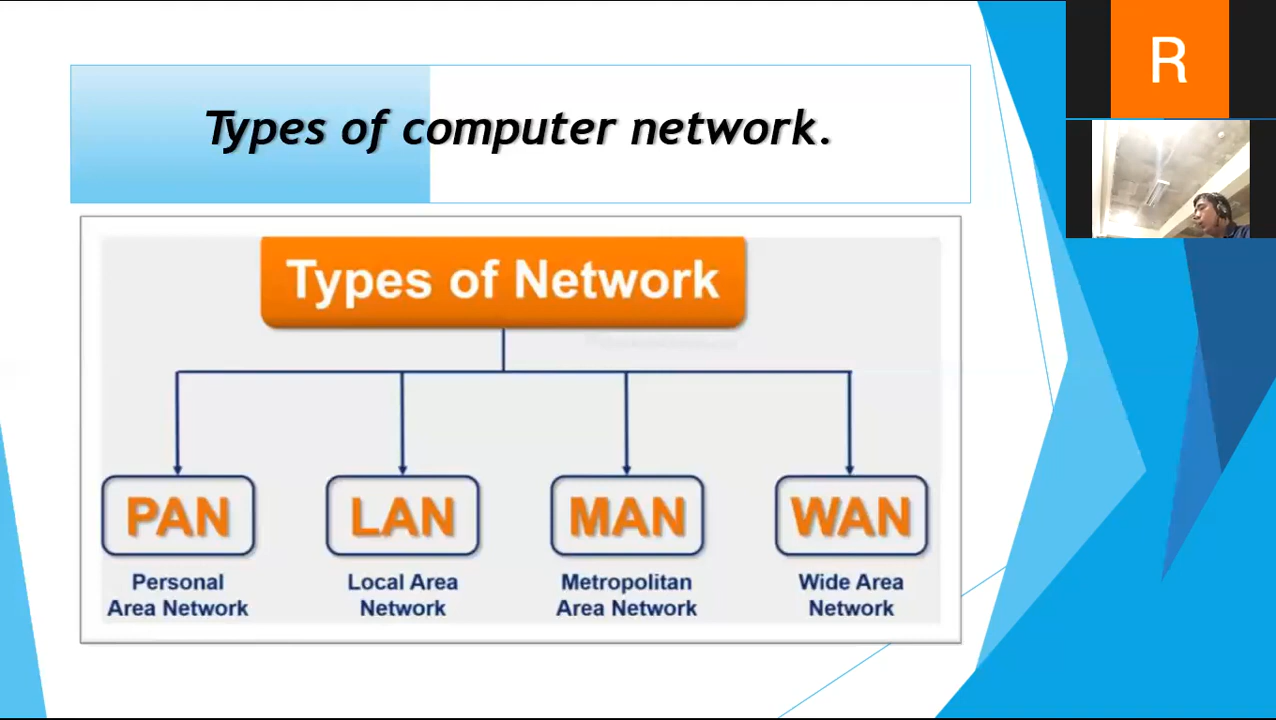 Types of computer network.
R
Types of Network
PAN
LAN
MAN
WAN
Personal
Area Network
Local Area
Network
Metropolitan
Area Network
Wide Area
Network